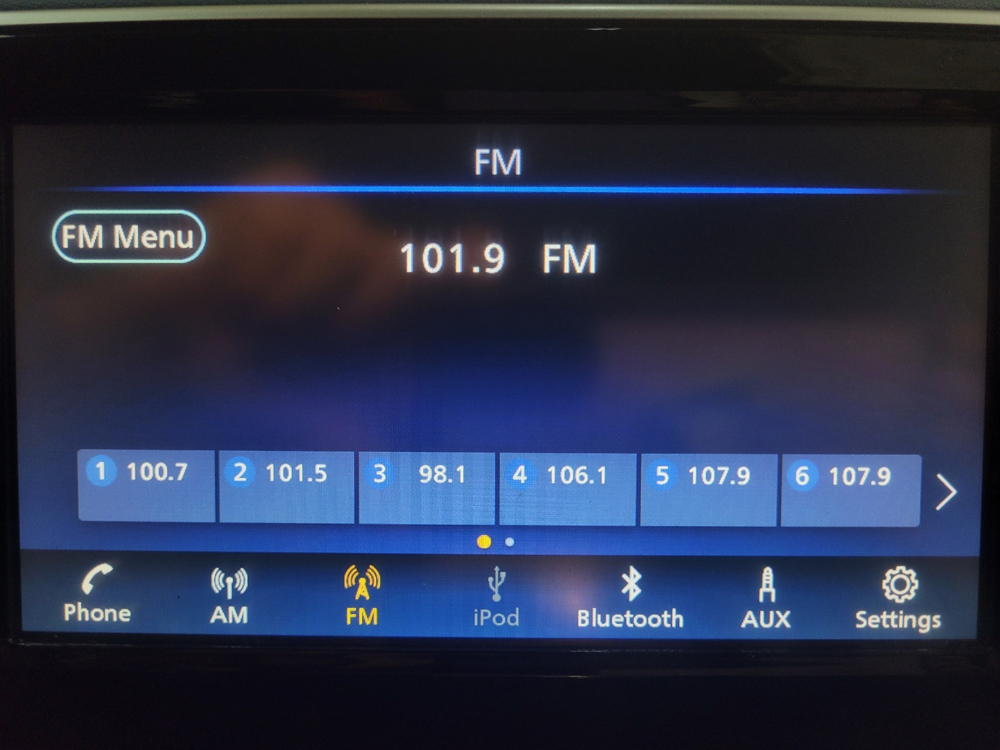 FM
FM Menu
101.9 FM
1 100.7 2 101.5 3 98.1 4 106.1 5 107.9 6 107.9
Phone AM FM iPod Bluetooth AUX Settings